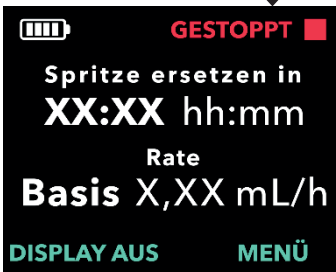 GESTOPPT
Spritze ersetzen in
XX:XX hh:mm
Rate
Basis X,XX mL/h
DISPLAY AUS MENÜ